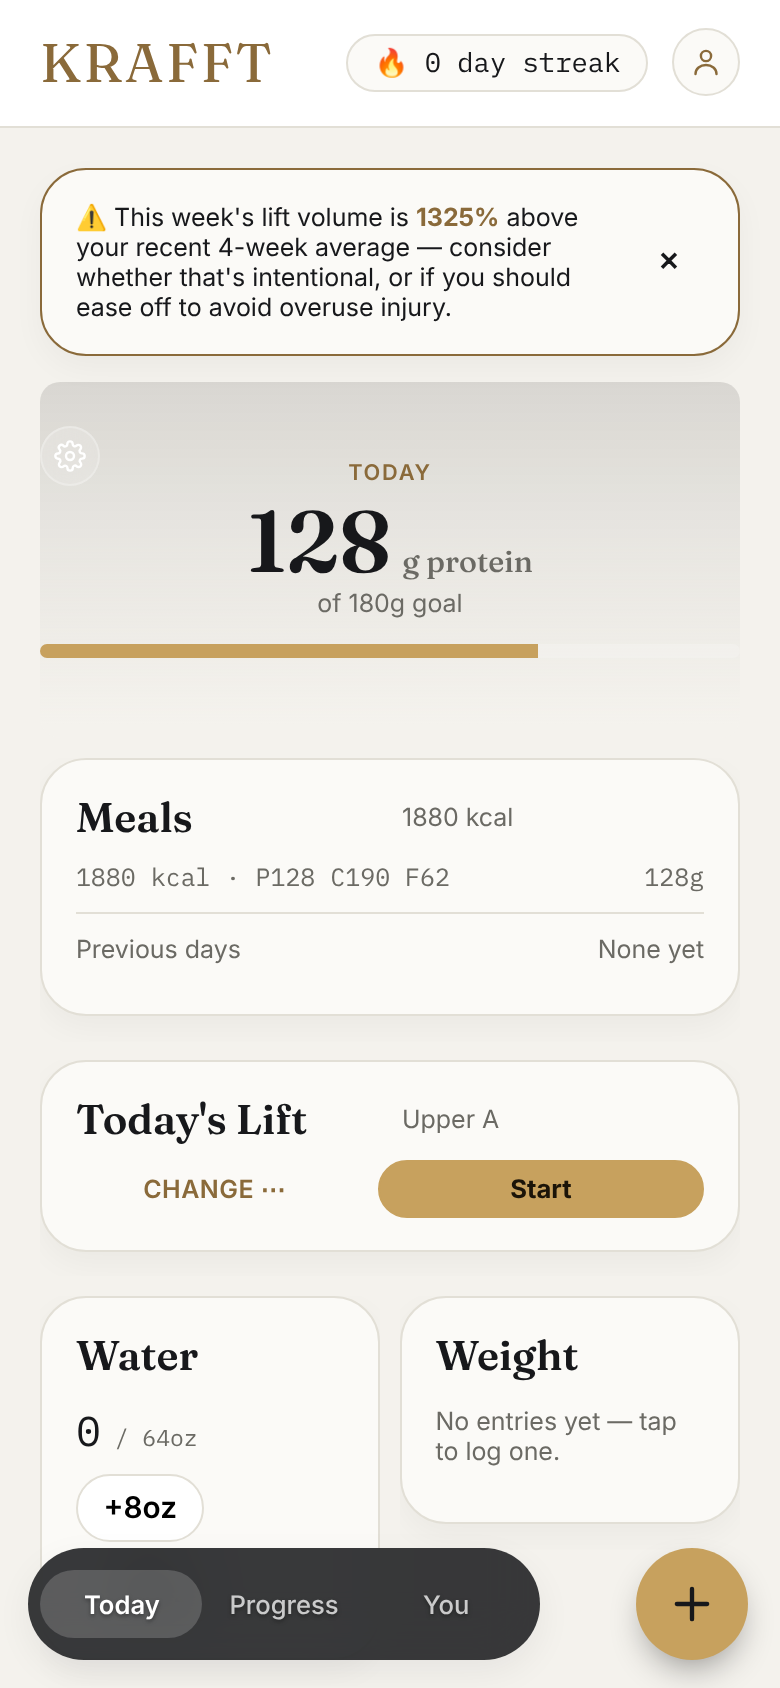 KRAFFT
🔥 0 day streak
⚠️ This week's lift volume is 1325% above
your recent 4-week average — consider
whether that's intentional, or if you should
ease off to avoid overuse injury.
×
TODAY
128 g protein
of 180g goal
Meals 1880 kcal
1880 kcal · P128 C190 F62 128g
Previous days None yet
Today's Lift Upper A
CHANGE ··· Start
Water
0 / 64oz
+8oz
Weight
No entries yet — tap
to log one.
Today Progress You
+